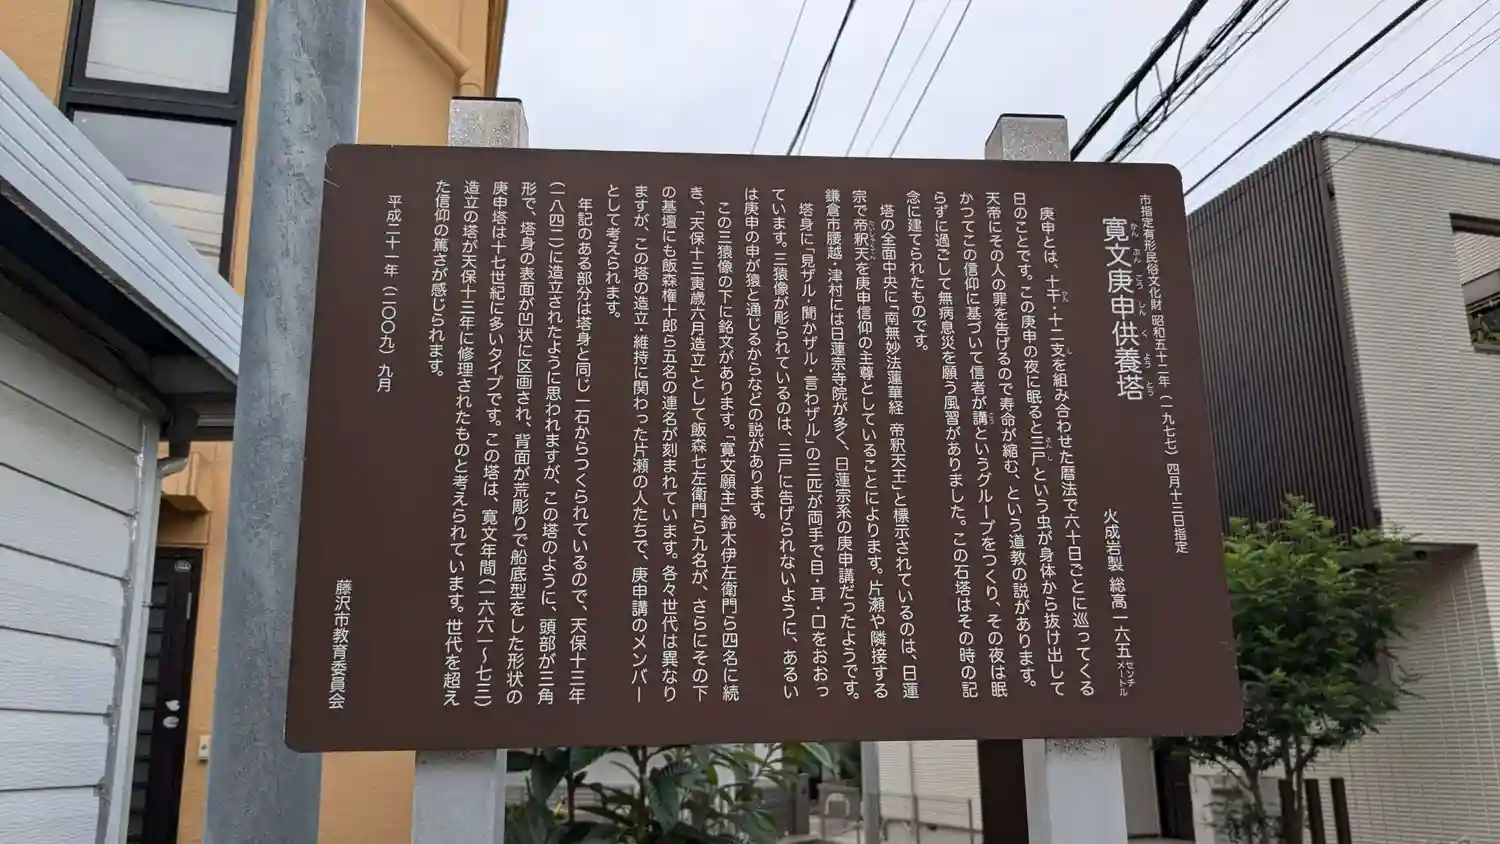 市指定有形民俗文化財 昭和五十二年(一九七七)四月十三日指定
寛文庚申供養塔
かんぶんこうしんくようとう
火成岩製 総高一六五センチメートル
庚申とは、十干・十二支を組み合わせた暦法で六十日ごとに巡ってくる
かん
し
日のことです。この庚申の夜に眠ると三尸という虫が身体から抜け出して
さんし
天帝にその人の罪を告げるので寿命が縮む、という道教の説があります。
かつてこの信仰に基づいて信者が講というグループをつくり、その夜は眠
こう
らずに過ごして無病息災を願う風習がありました。この石塔はその時の記
念に建てられたものです。
塔の全面中央に「南無妙法蓮華経 帝釈天王」と標示されているのは、日蓮
宗で帝釈天を庚申信仰の主尊としていることによります。片瀬や隣接する
たいしゃくてん
鎌倉市腰越・津村には日蓮宗寺院が多く、日蓮宗系の庚申講だったようです。
塔身に「見ザル・聞かザル・言わザル」の三匹が両手で目・耳・口をおおっ
ています。三猿像が彫られているのは、三尸に告げられないように、あるい
は庚申の申が猿と通じるからなどの説があります。
この三猿像の下に銘文があります。「寛文願主」鈴木伊左衛門ら四名に続
き、「天保十三寅歳六月造立」として飯森七左衛門ら九名が、さらにその下
の基壇にも飯森権十郎ら五名の連名が刻まれています。各々世代は異なり
ますが、この塔の造立・維持に関わった片瀬の人たちで、庚申講のメンバー
として考えられます。
年記のある部分は塔身と同じ一石からつくられているので、天保十三年
(一八四二)に造立されたように思われますが、この塔のように、頭部が三角
形で、塔身の表面が凹状に区画され、背面が荒彫りで船底型をした形状の
庚申塔は十七世紀に多いタイプです。この塔は、寛文年間(一六六一〜七三)
造立の塔が天保十三年に修理されたものと考えられています。世代を超え
た信仰の篤さが感じられます。
平成二十一年(二〇〇九)九月
藤沢市教育委員会